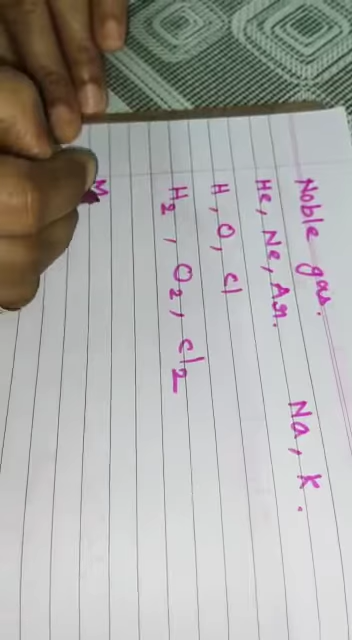 Noble gas.
He, Ne, Ar. Na, K.
H, O, Cl
H₂, O₂, Cl₂
M